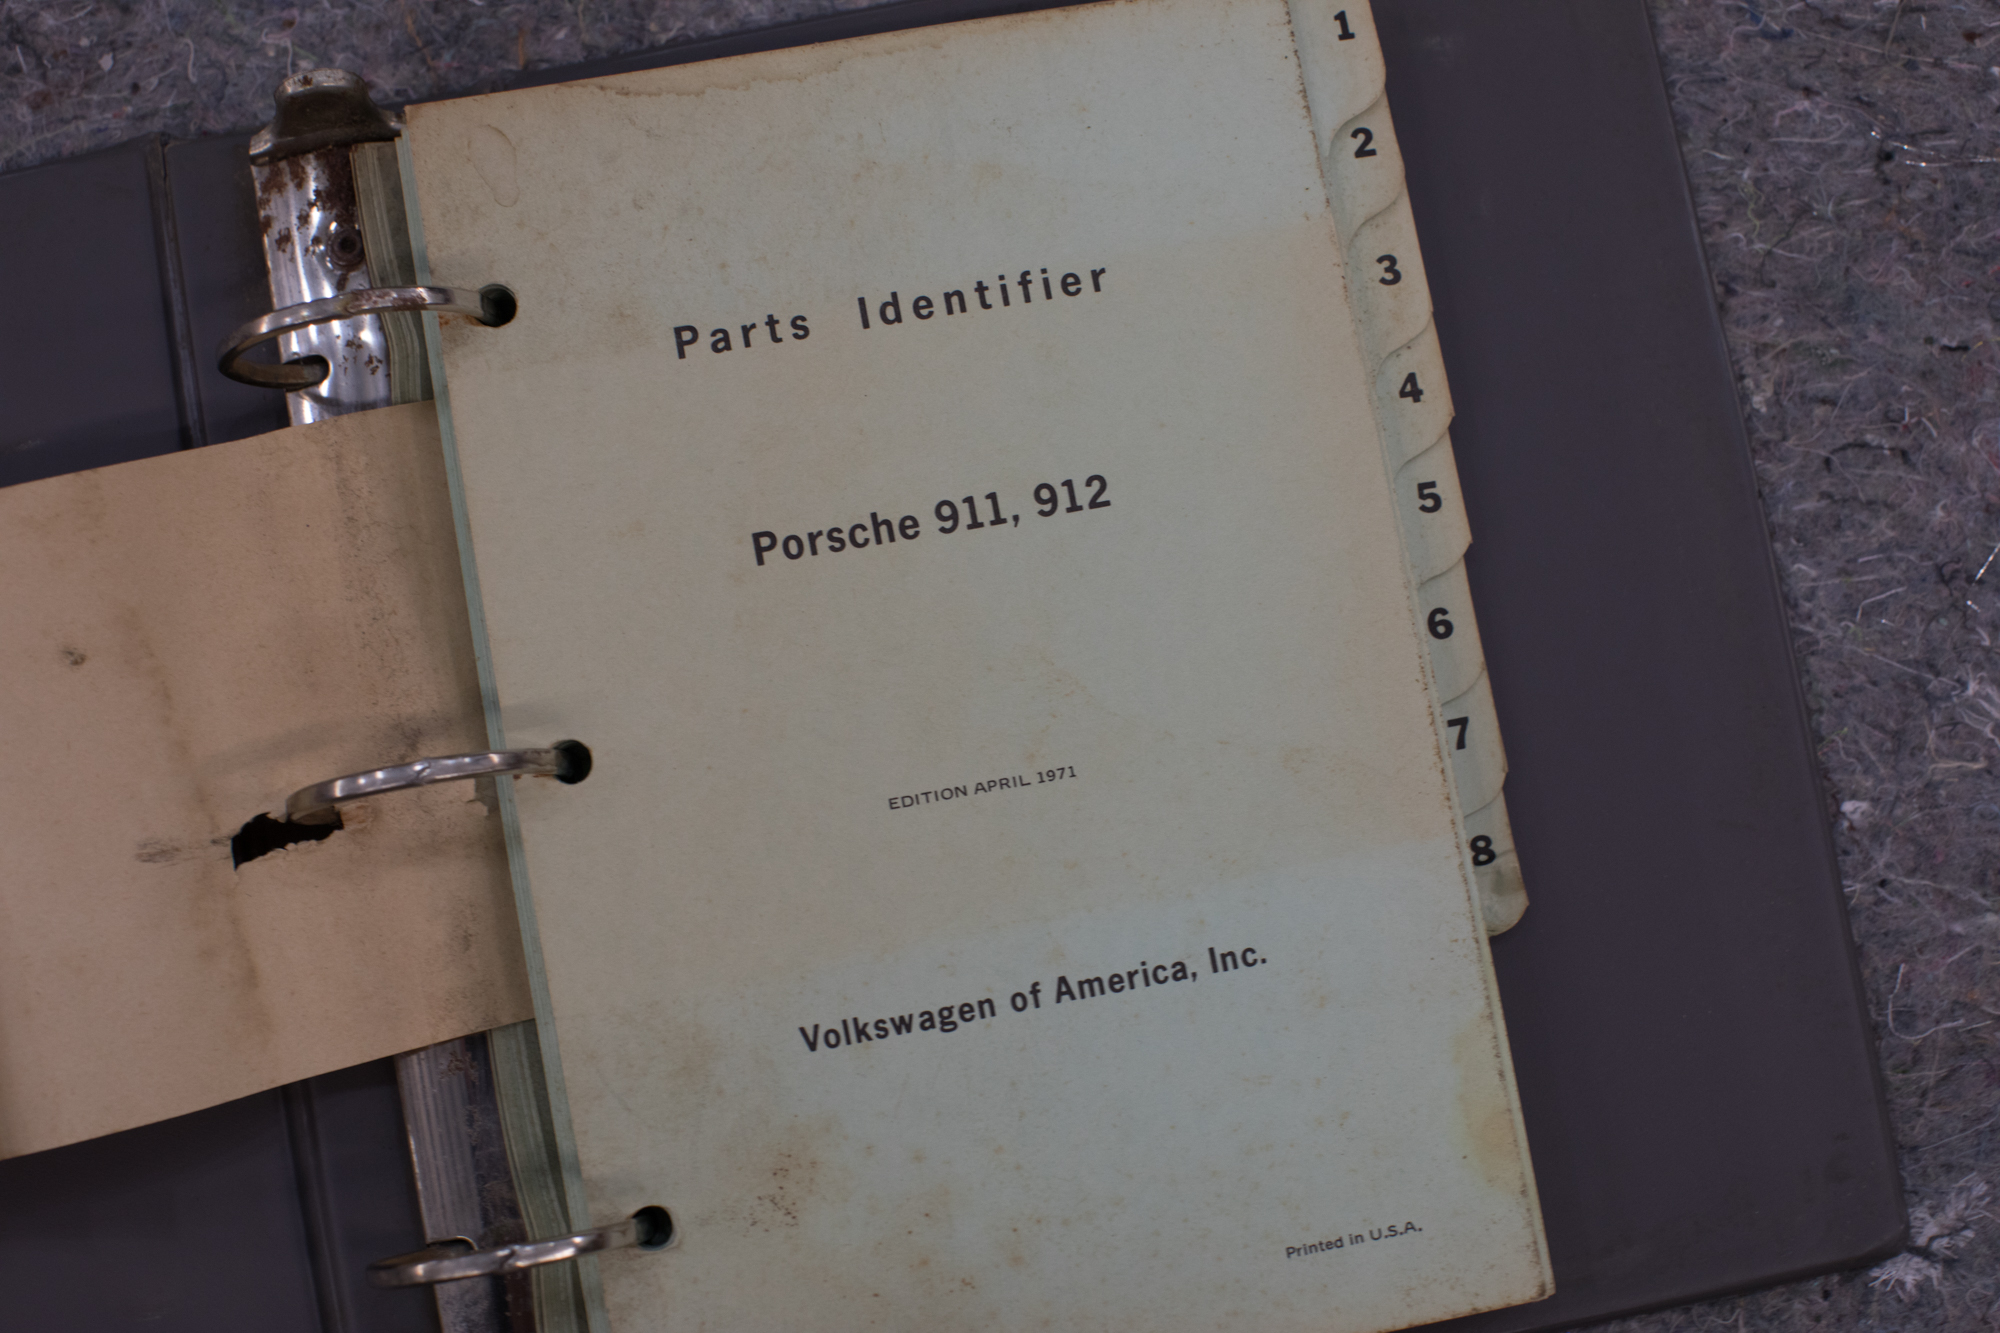 1
2
Parts Identifier
3
4
Porsche 911, 912
5
6
7
EDITION APRIL 1971
8
Volkswagen of America, Inc.
Printed in U.S.A.